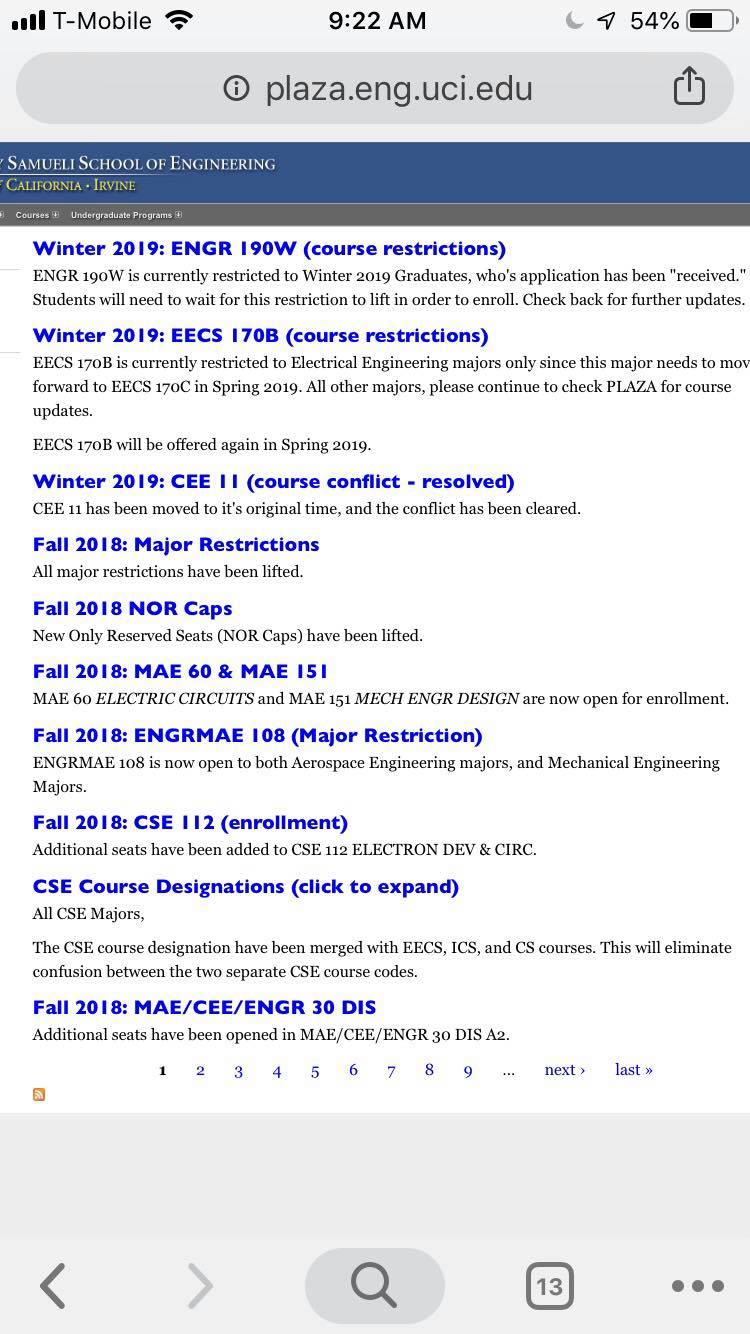 T-Mobile 9:22 AM 54%
plaza.eng.uci.edu
Samueli School of Engineering
California · Irvine
Courses Undergraduate Programs
Winter 2019: ENGR 190W (course restrictions)
ENGR 190W is currently restricted to Winter 2019 Graduates, who's application has been "received."
Students will need to wait for this restriction to lift in order to enroll. Check back for further updates.
Winter 2019: EECS 170B (course restrictions)
EECS 170B is currently restricted to Electrical Engineering majors only since this major needs to mov
forward to EECS 170C in Spring 2019. All other majors, please continue to check PLAZA for course
updates.
EECS 170B will be offered again in Spring 2019.
Winter 2019: CEE 11 (course conflict - resolved)
CEE 11 has been moved to it's original time, and the conflict has been cleared.
Fall 2018: Major Restrictions
All major restrictions have been lifted.
Fall 2018 NOR Caps
New Only Reserved Seats (NOR Caps) have been lifted.
Fall 2018: MAE 60 & MAE 151
MAE 60 ELECTRIC CIRCUITS and MAE 151 MECH ENGR DESIGN are now open for enrollment.
Fall 2018: ENGRMAE 108 (Major Restriction)
ENGRMAE 108 is now open to both Aerospace Engineering majors, and Mechanical Engineering
Majors.
Fall 2018: CSE 112 (enrollment)
Additional seats have been added to CSE 112 ELECTRON DEV & CIRC.
CSE Course Designations (click to expand)
All CSE Majors,
The CSE course designation have been merged with EECS, ICS, and CS courses. This will eliminate
confusion between the two separate CSE course codes.
Fall 2018: MAE/CEE/ENGR 30 DIS
Additional seats have been opened in MAE/CEE/ENGR 30 DIS A2.
1 2 3 4 5 6 7 8 9 … next › last »
13